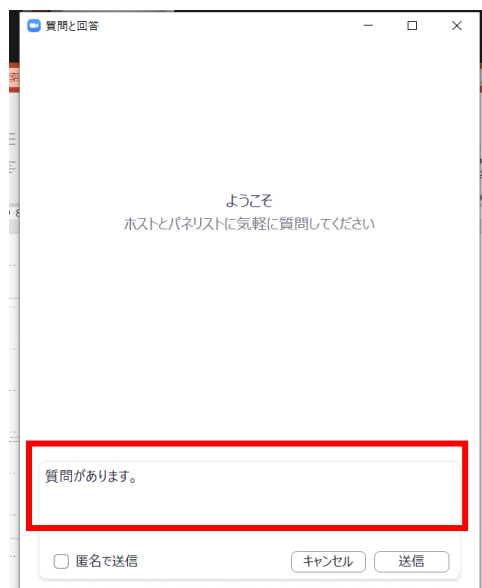 質問と回答
ようこそ
ホストとパネリストに気軽に質問してください
質問があります。
匿名で送信
キャンセル
送信